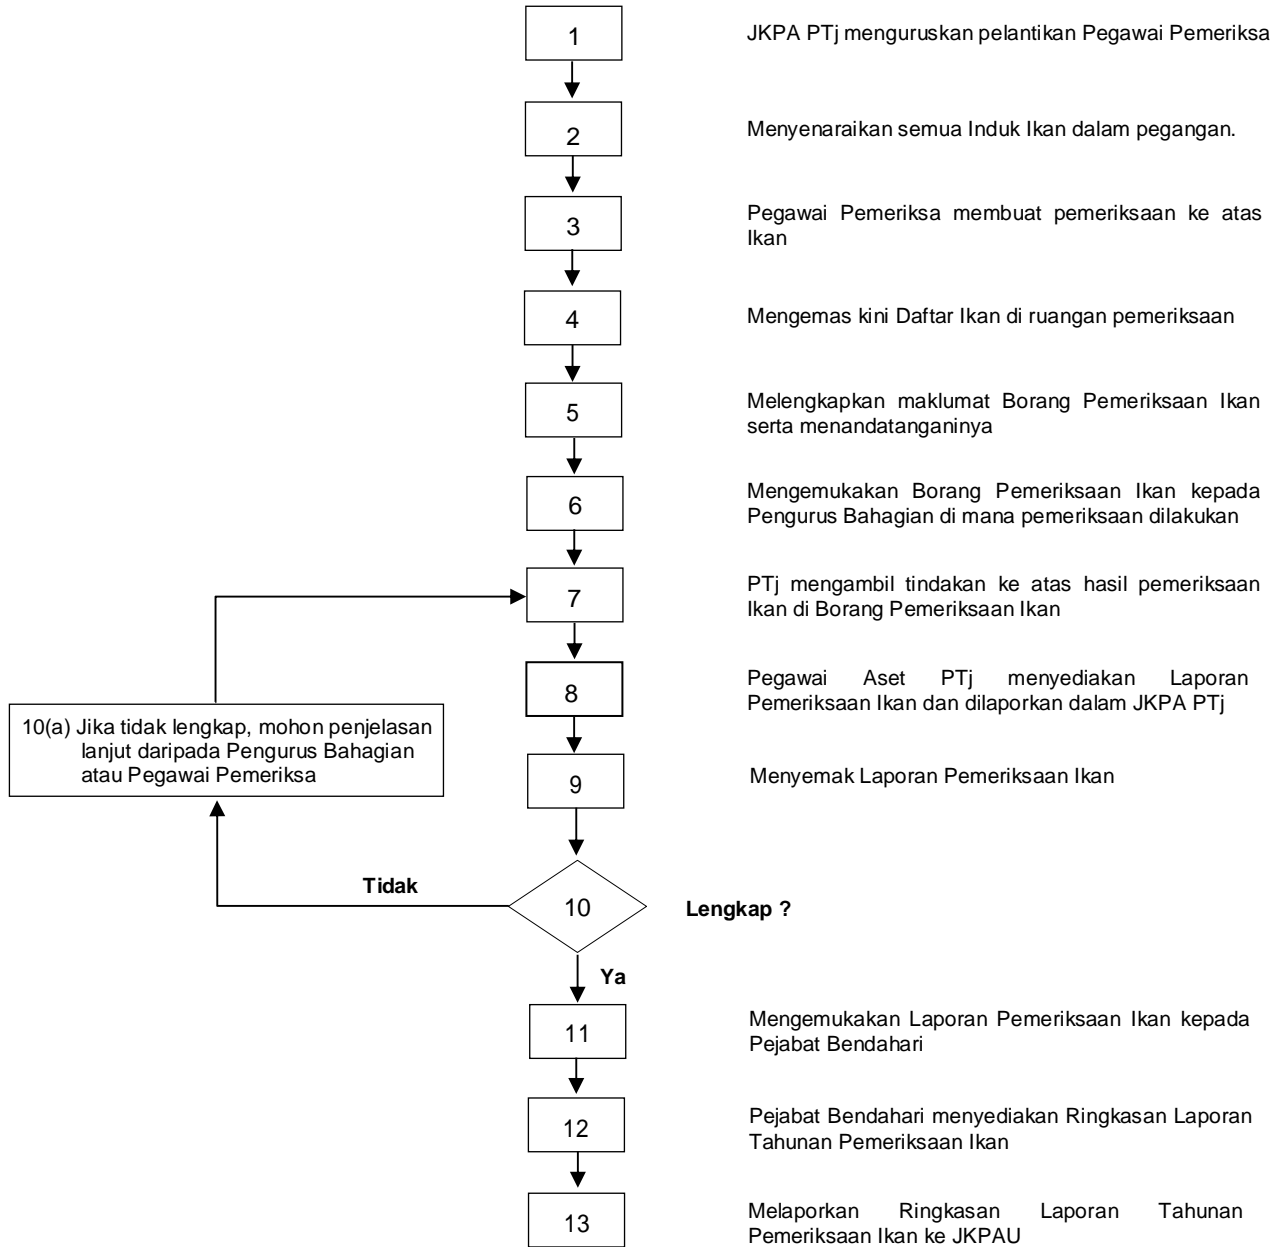 1
JKPA PTj menguruskan pelantikan Pegawai Pemeriksa
2
Menyenaraikan semua Induk Ikan dalam pegangan.
3
Pegawai Pemeriksa membuat pemeriksaan ke atas
Ikan
4
Mengemas kini Daftar Ikan di ruangan pemeriksaan
5
Melengkapkan maklumat Borang Pemeriksaan Ikan
serta menandatanganinya
6
Mengemukakan Borang Pemeriksaan Ikan kepada
Pengurus Bahagian di mana pemeriksaan dilakukan
7
PTj mengambil tindakan ke atas hasil pemeriksaan
Ikan di Borang Pemeriksaan Ikan
8
Pegawai Aset PTj menyediakan Laporan
Pemeriksaan Ikan dan dilaporkan dalam JKPA PTj
10(a) Jika tidak lengkap, mohon penjelasan
lanjut daripada Pengurus Bahagian
atau Pegawai Pemeriksa
9
Menyemak Laporan Pemeriksaan Ikan
Tidak
10
Lengkap ?
Ya
11
Mengemukakan Laporan Pemeriksaan Ikan kepada
Pejabat Bendahari
12
Pejabat Bendahari menyediakan Ringkasan Laporan
Tahunan Pemeriksaan Ikan
13
Melaporkan Ringkasan Laporan Tahunan
Pemeriksaan Ikan ke JKPAU